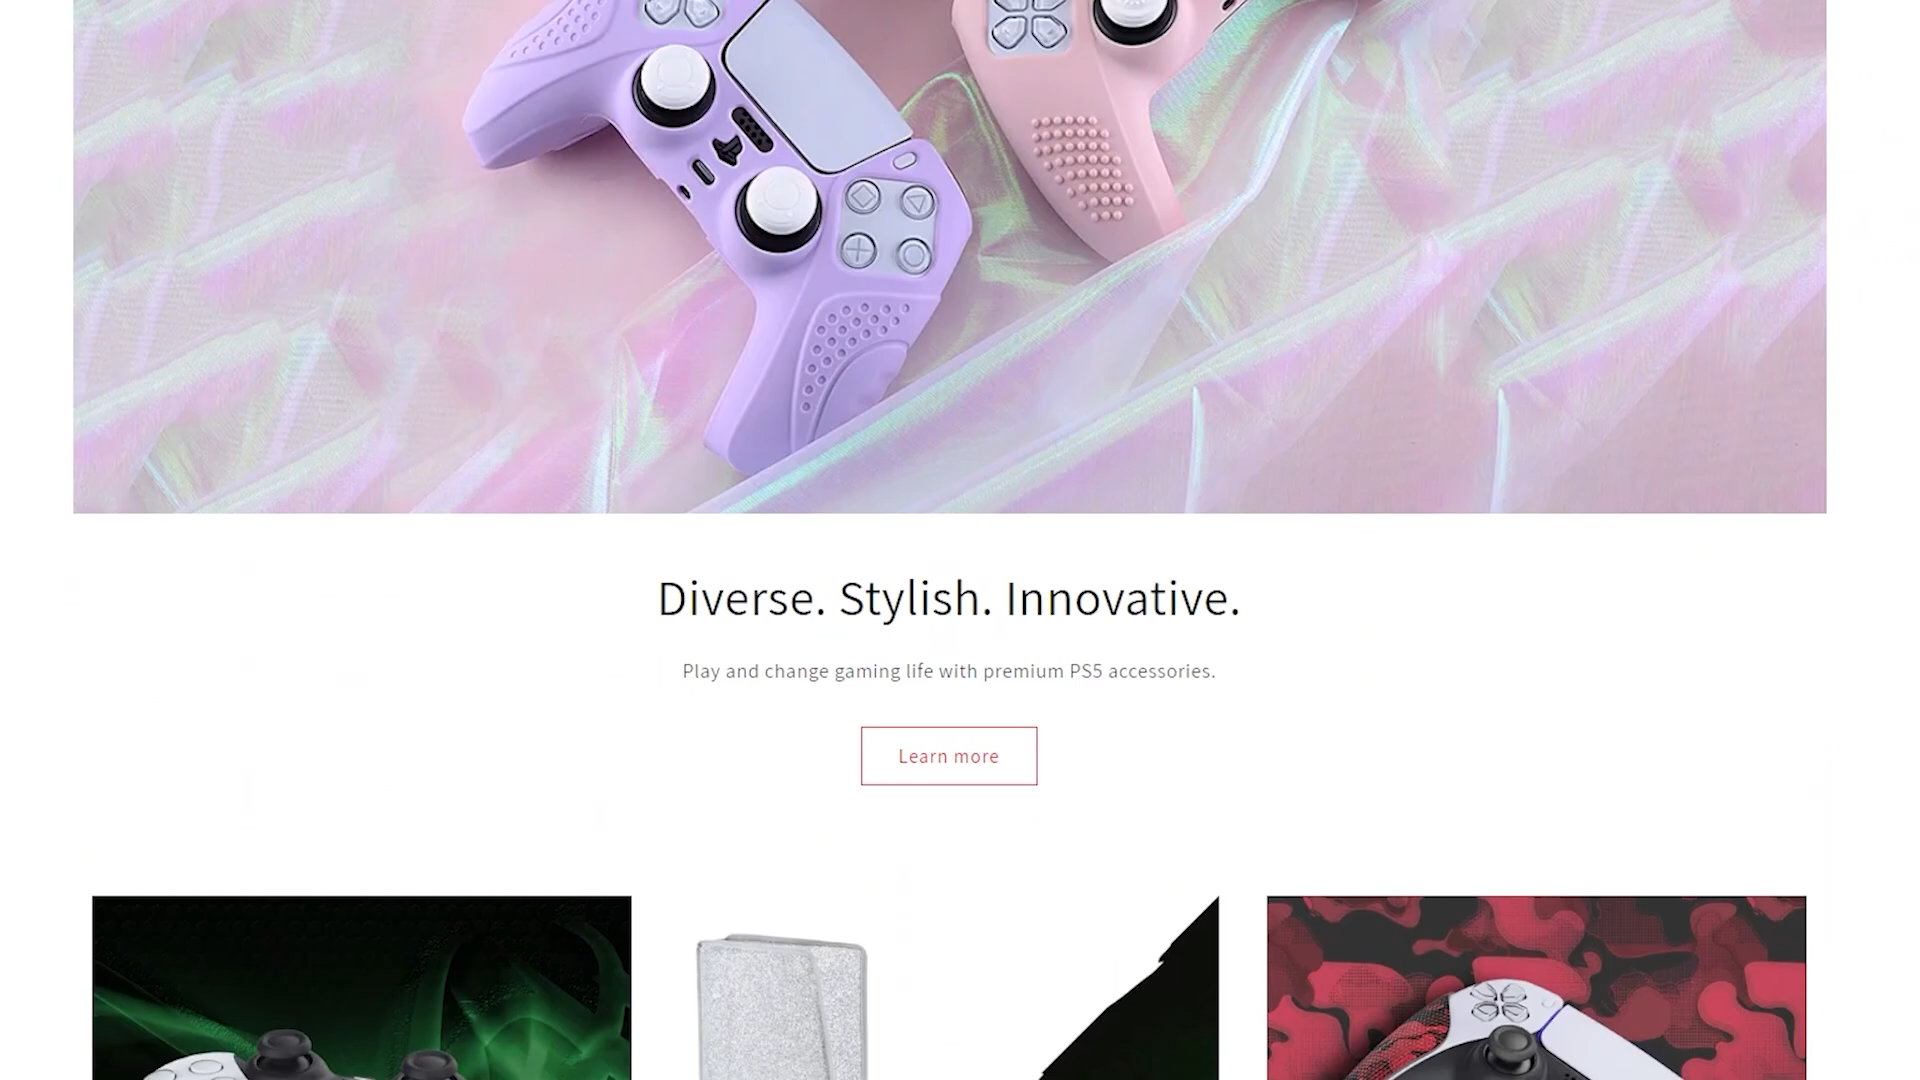 Diverse. Stylish. Innovative.
Play and change gaming life with premium PS5 accessories.
Learn more